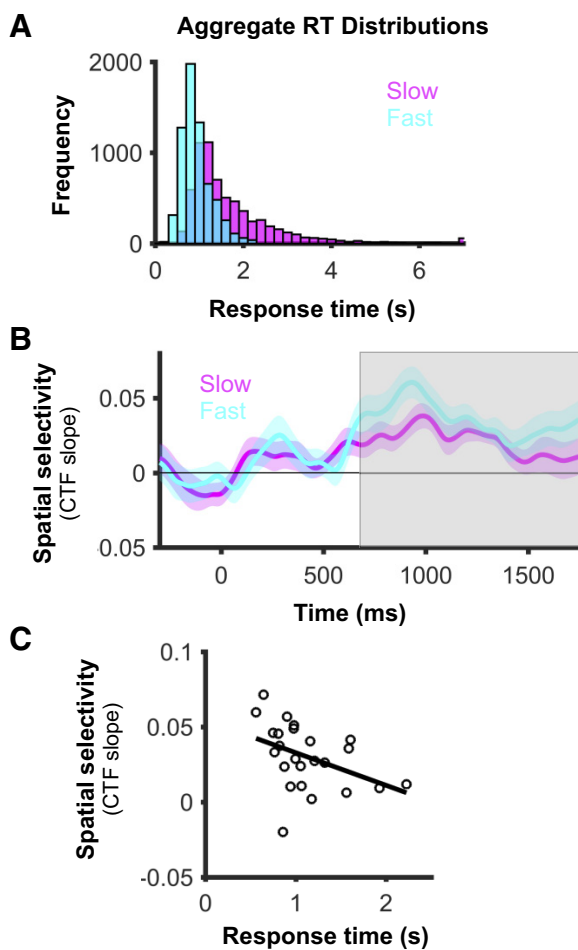 A
Aggregate RT Distributions
Frequency
2000
1000
0
Slow
Fast
0 2 4 6
Response time (s)
B
Spatial selectivity
(CTF slope)
0.05
0
0.05
Slow
Fast
0 500 1000 1500
Time (ms)
C
Spatial selectivity
(CTF slope)
0.1
0.05
0
-0.05
0 1 2
Response time (s)